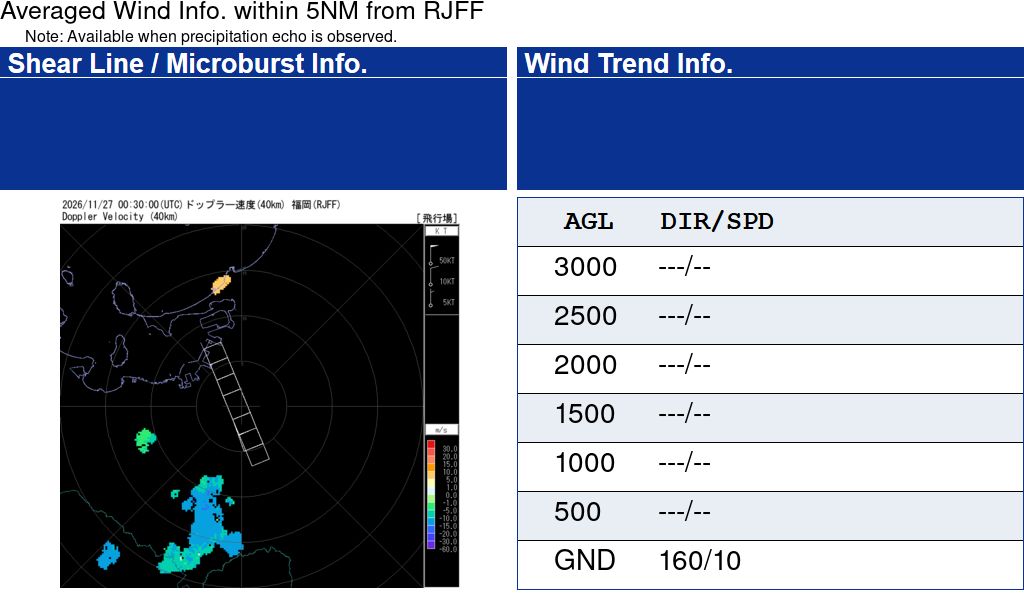 Averaged Wind Info. within 5NM from RJFF
Note: Available when precipitation echo is observed.
Shear Line / Microburst Info.
Wind Trend Info.
2026/11/27 00:30:00(UTC) ドップラー速度(40km) 福岡(RJFF)
Doppler Velocity (40km)
[飛行場]
K T
50KT
10KT
5KT
m/s
30.0
20.0
15.0
10.0
5.0
1.0
0.0
-1.0
-5.0
-10.0
-15.0
-20.0
-30.0
-60.0
AGL DIR/SPD
3000 ---/--
2500 ---/--
2000 ---/--
1500 ---/--
1000 ---/--
500 ---/--
GND 160/10